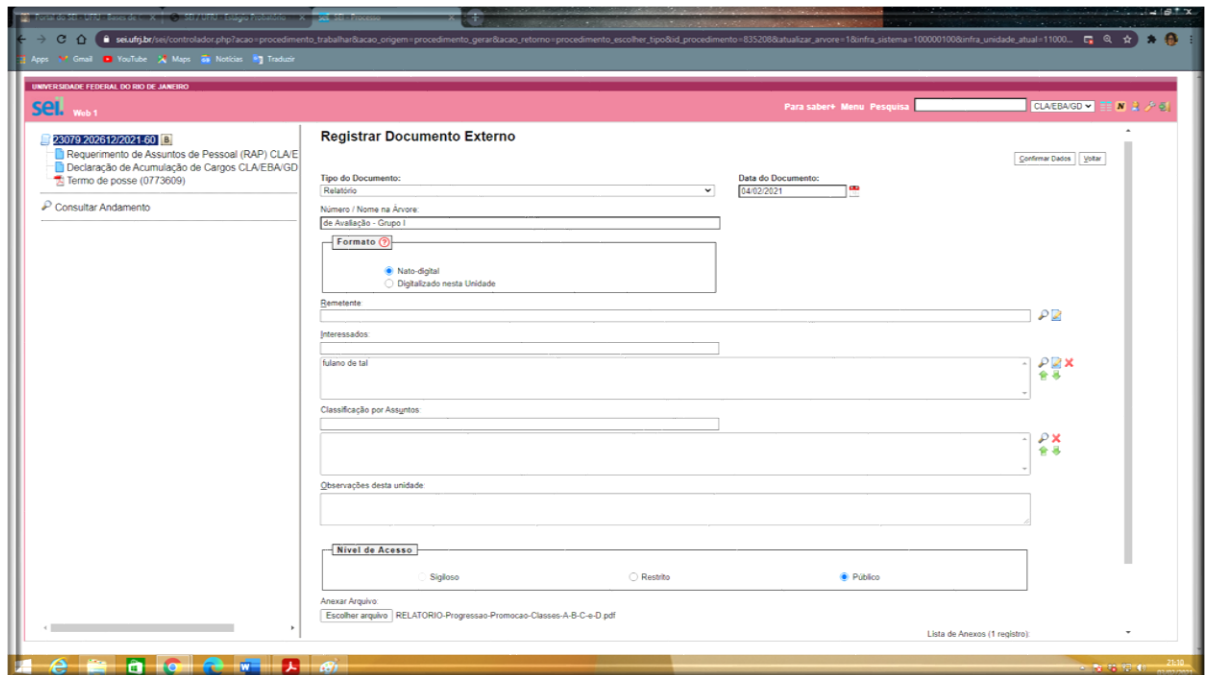 Portal do SEI - UFRJ - Bases de
SEI / UFRJ - Estágio Probatório
SEI - Processo
sei.ufrj.br/sei/controlador.php?acao=procedimento_trabalhar&acao_origem=procedimento_gerar&acao_retorno=procedimento_escolher_tipo&id_procedimento=835208&atualizar_arvore=1&infra_sistema=100000100&infra_unidade_atual=11000...
Apps Gmail YouTube Maps Notícias Traduzir
UNIVERSIDADE FEDERAL DO RIO DE JANEIRO
sei. Web 1
Para saber+ Menu Pesquisa CLA/EBA/GD
23079.202612/2021-60
Requerimento de Assuntos de Pessoal (RAP) CLA/E
Declaração de Acumulação de Cargos CLA/EBA/GD
Termo de posse (0773609)
Consultar Andamento
Registrar Documento Externo
Confirmar Dados Voltar
Tipo do Documento: Data do Documento:
Relatório 04/02/2021
Número / Nome na Árvore:
de Avaliação - Grupo I
Formato
Nato-digital
Digitalizado nesta Unidade
Remetente:
Interessados:
fulano de tal
Classificação por Assuntos:
Observações desta unidade:
Nível de Acesso
Sigiloso Restrito Público
Anexar Arquivo:
Escolher arquivo RELATORIO-Progressao-Promocao-Classes-A-B-C-e-D.pdf
Lista de Anexos (1 registro):
21:10